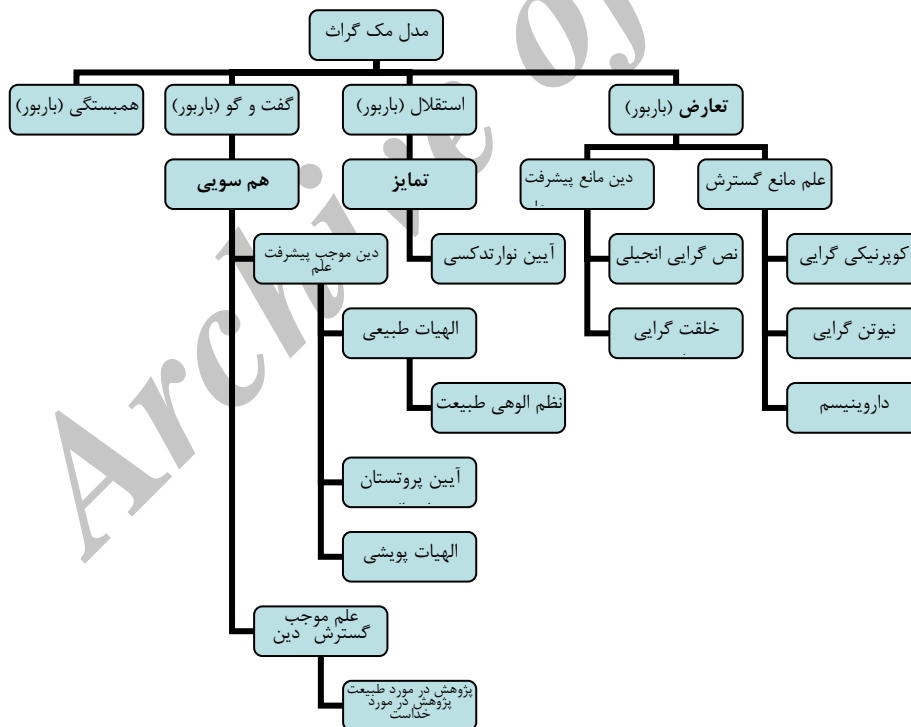 مدل مک گراث
تعارض (باربور)
استقلال (باربور)
گفت و گو (باربور)
همبستگی (باربور)
علم مانع گسترش
دین مانع پیشرفت
تمایز
هم سویی
کوپرنیکی گرایی
نیوتن گرایی
داروینیسم
نص گرایی انجیلی
خلقت گرایی
آیین نوارتدکسی
دین موجب پیشرفت
علم
الهیات طبیعی
نظم الوهی طبیعت
آیین پروتستان
الهیات پویشی
علم موجب
گسترش دین
پژوهش در مورد طبیعت
پژوهش در مورد
خداست
Archive of